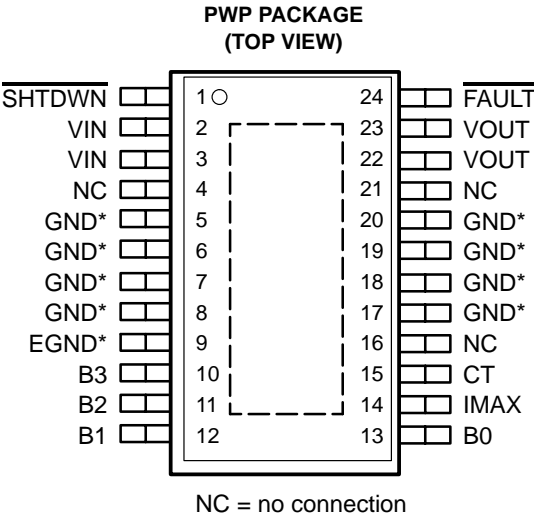 PWP PACKAGE
(TOP VIEW)
SHTDWN 1 24 FAULT
VIN 2 23 VOUT
VIN 3 22 VOUT
NC 4 21 NC
GND* 5 20 GND*
GND* 6 19 GND*
GND* 7 18 GND*
GND* 8 17 GND*
EGND* 9 16 NC
B3 10 15 CT
B2 11 14 IMAX
B1 12 13 B0
NC = no connection